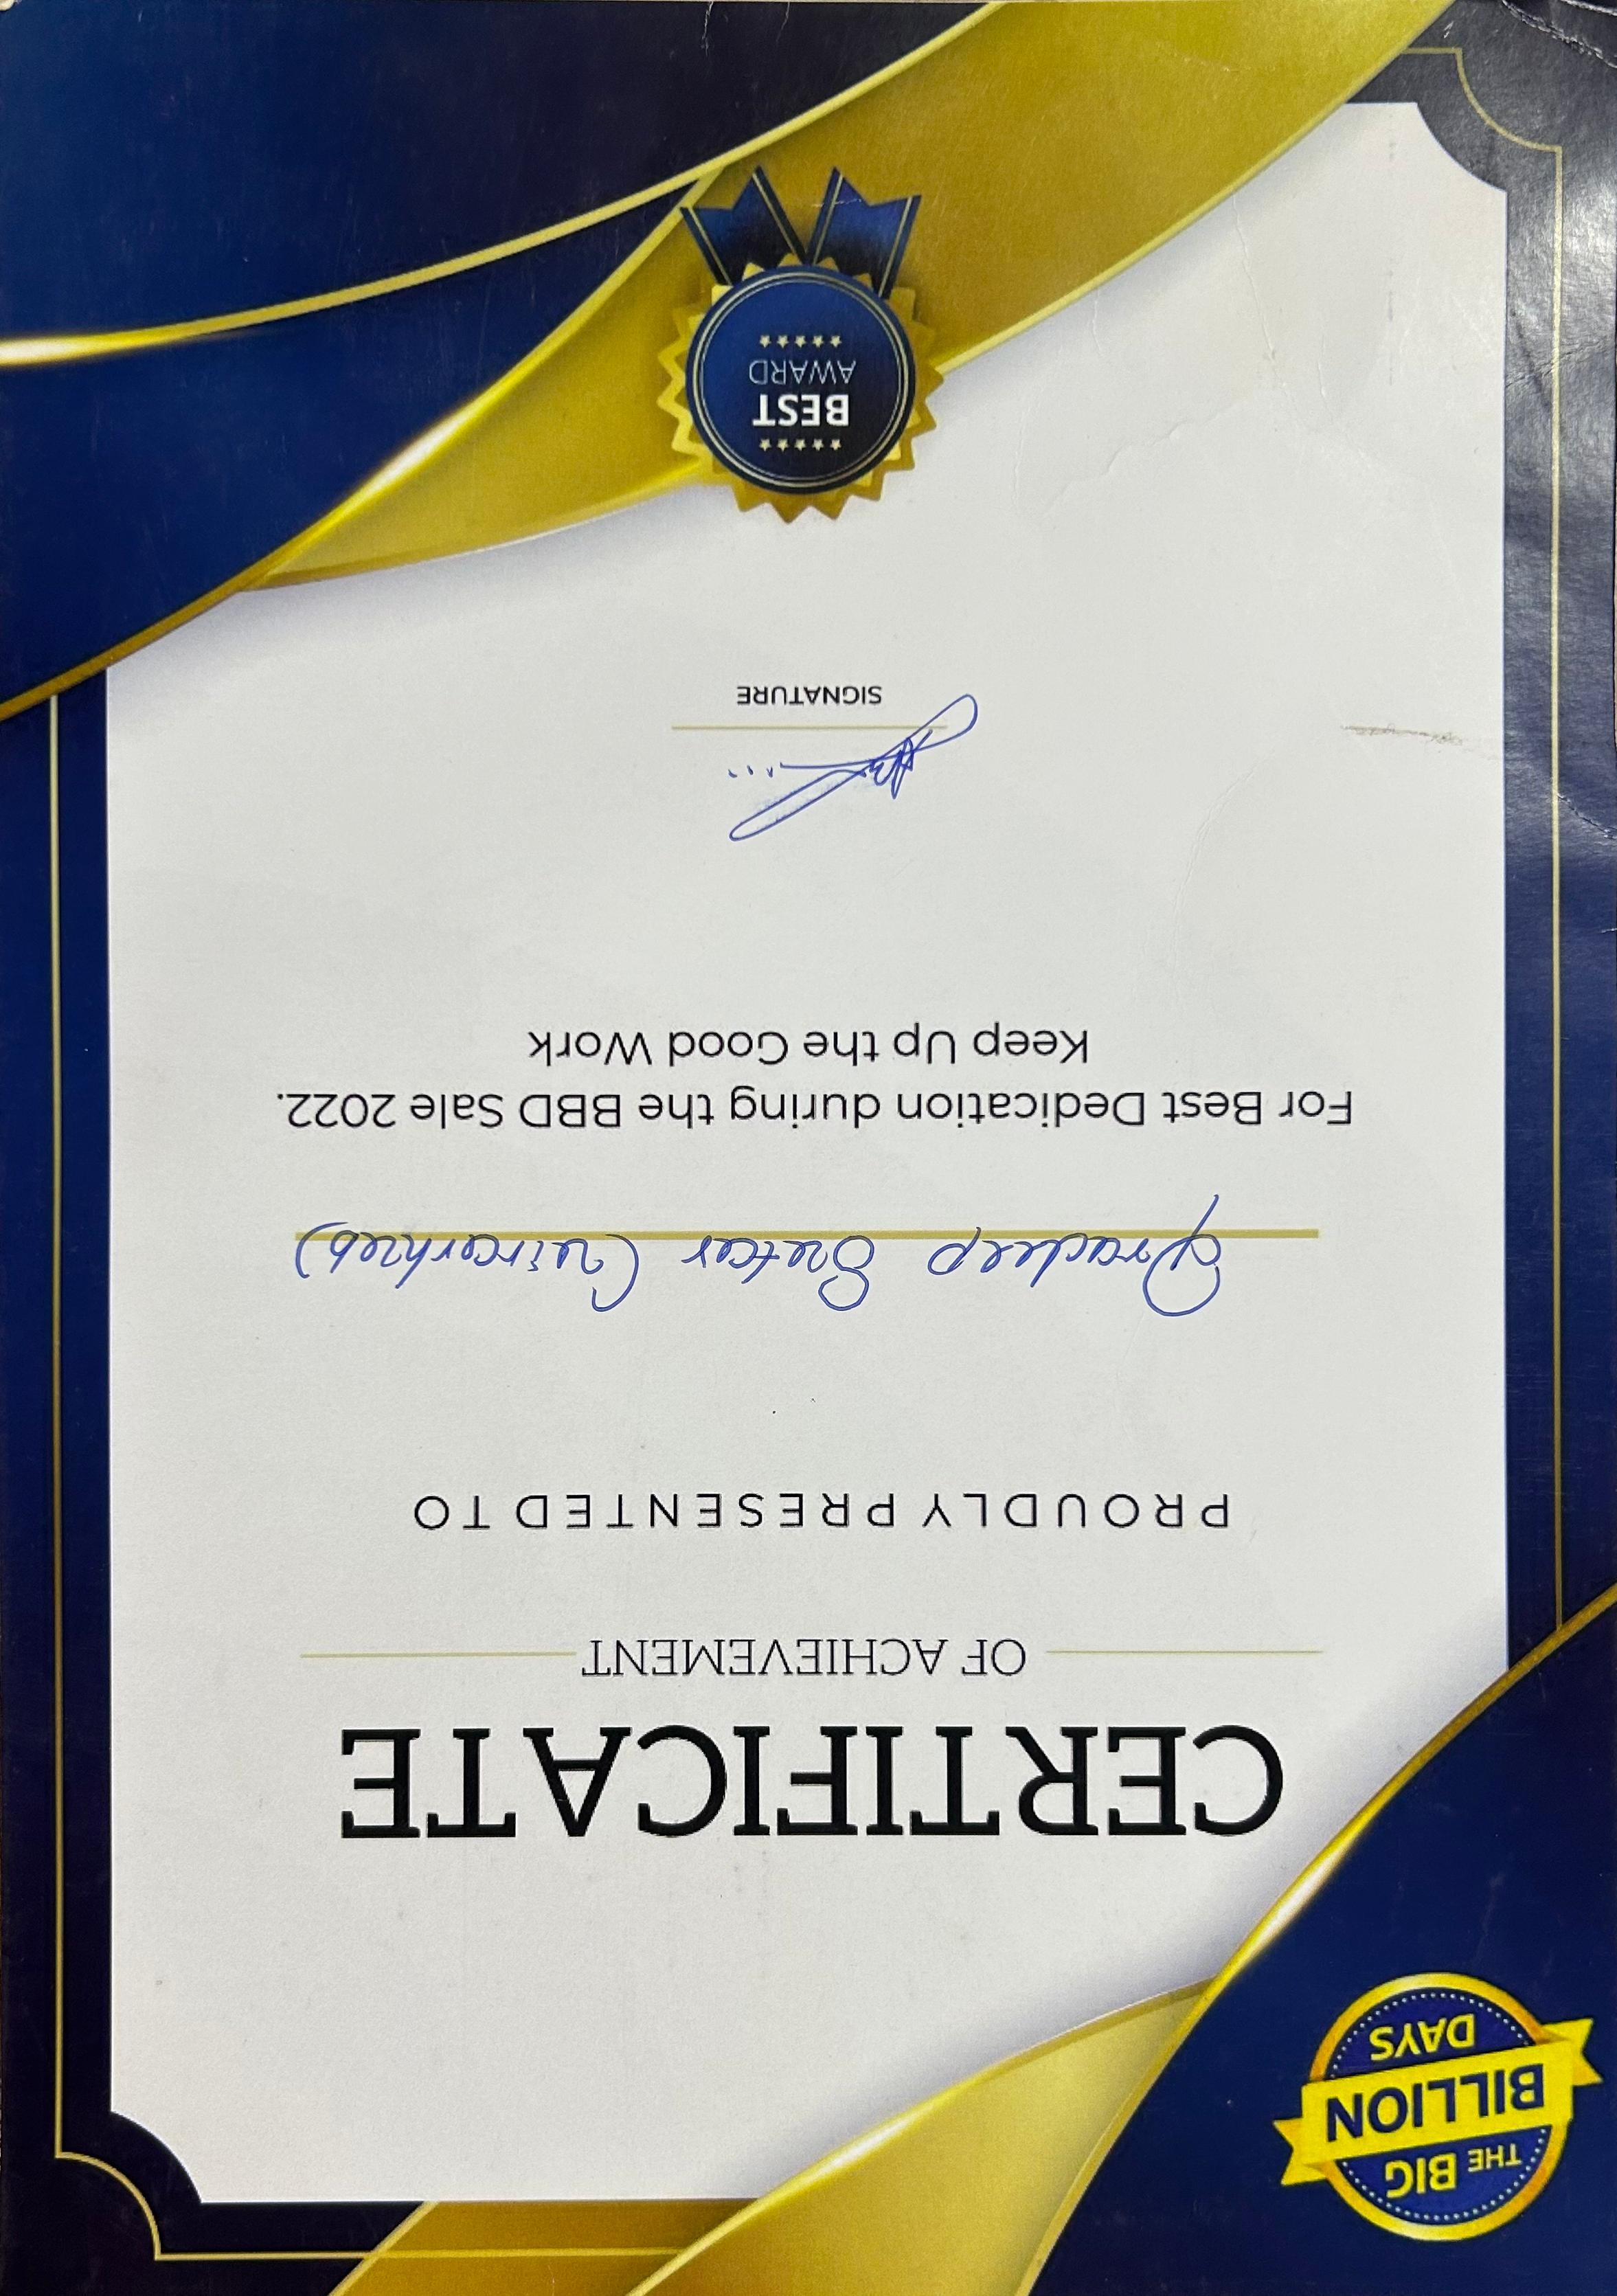 THE BIG
BILLION
DAYS
CERTIFICATE
OF ACHIEVEMENT
PROUDLY PRESENTED TO
Pradeep Sutar (virarhub)
For Best Dedication during the BBD Sale 2022.
Keep Up the Good Work
SIGNATURE
BEST
AWARD